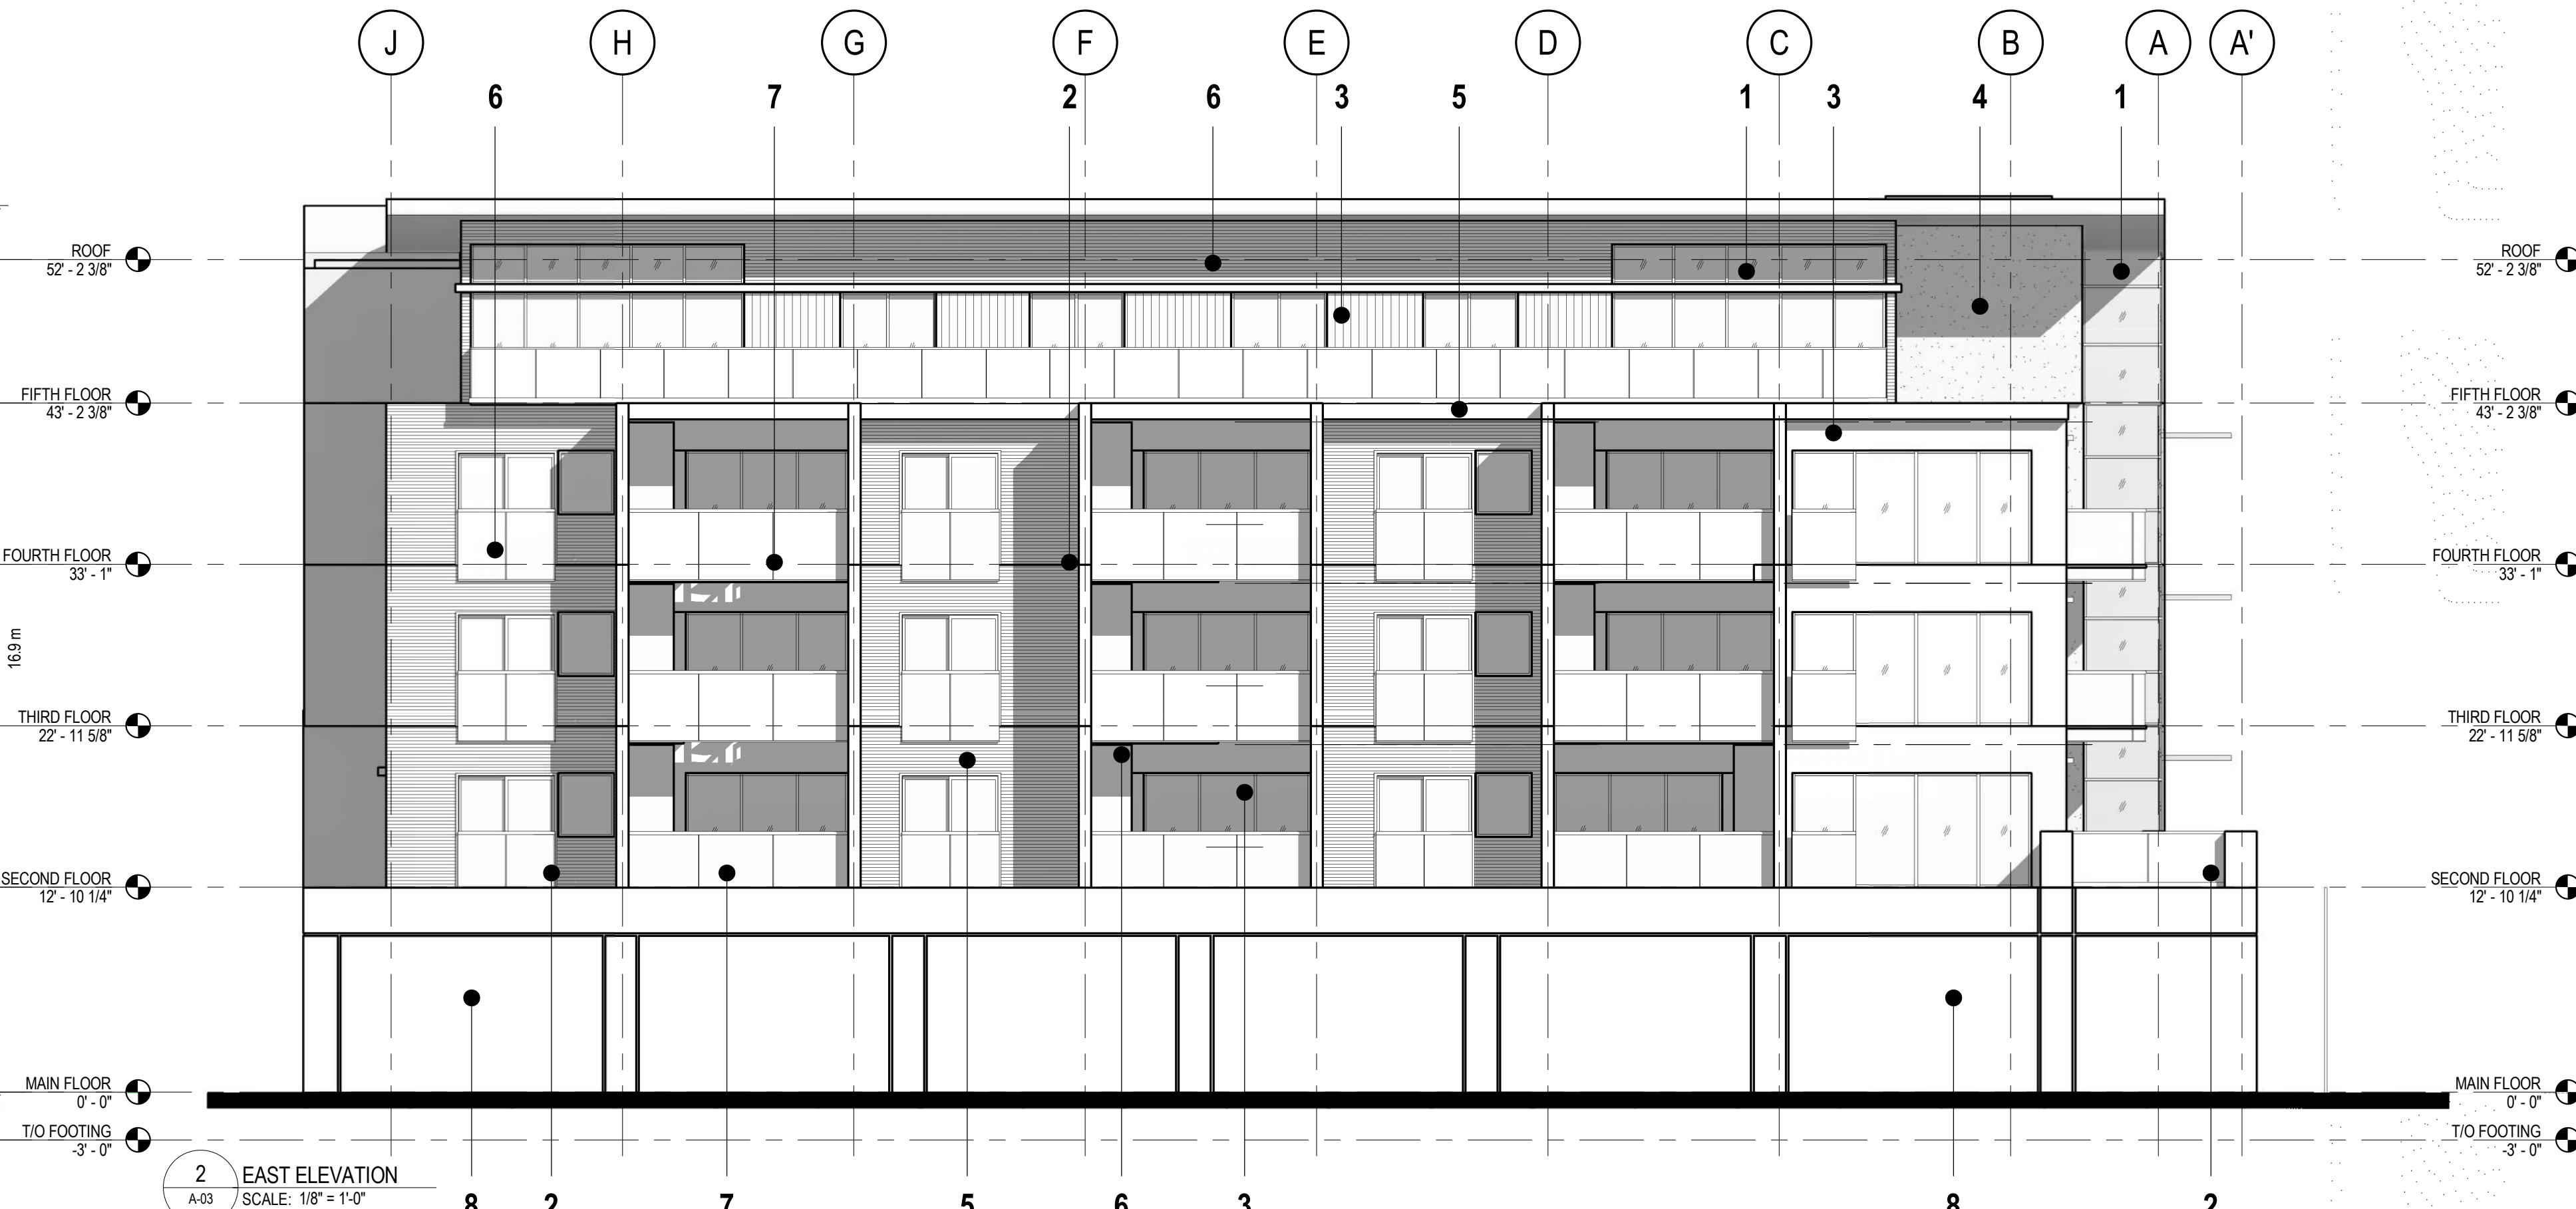 J H G F E D C B A A'
6 7 2 6 3 5 1 3 4 1
ROOF
52' - 2 3/8"
ROOF
52' - 2 3/8"
FIFTH FLOOR
43' - 2 3/8"
FIFTH FLOOR
43' - 2 3/8"
FOURTH FLOOR
33' - 1"
FOURTH FLOOR
33' - 1"
16.9 m
THIRD FLOOR
22' - 11 5/8"
THIRD FLOOR
22' - 11 5/8"
SECOND FLOOR
12' - 10 1/4"
SECOND FLOOR
12' - 10 1/4"
MAIN FLOOR
0' - 0"
MAIN FLOOR
0' - 0"
T/O FOOTING
-3' - 0"
T/O FOOTING
-3' - 0"
2
A-03
EAST ELEVATION
SCALE: 1/8" = 1'-0"
8 2 7 5 6 3 8 2